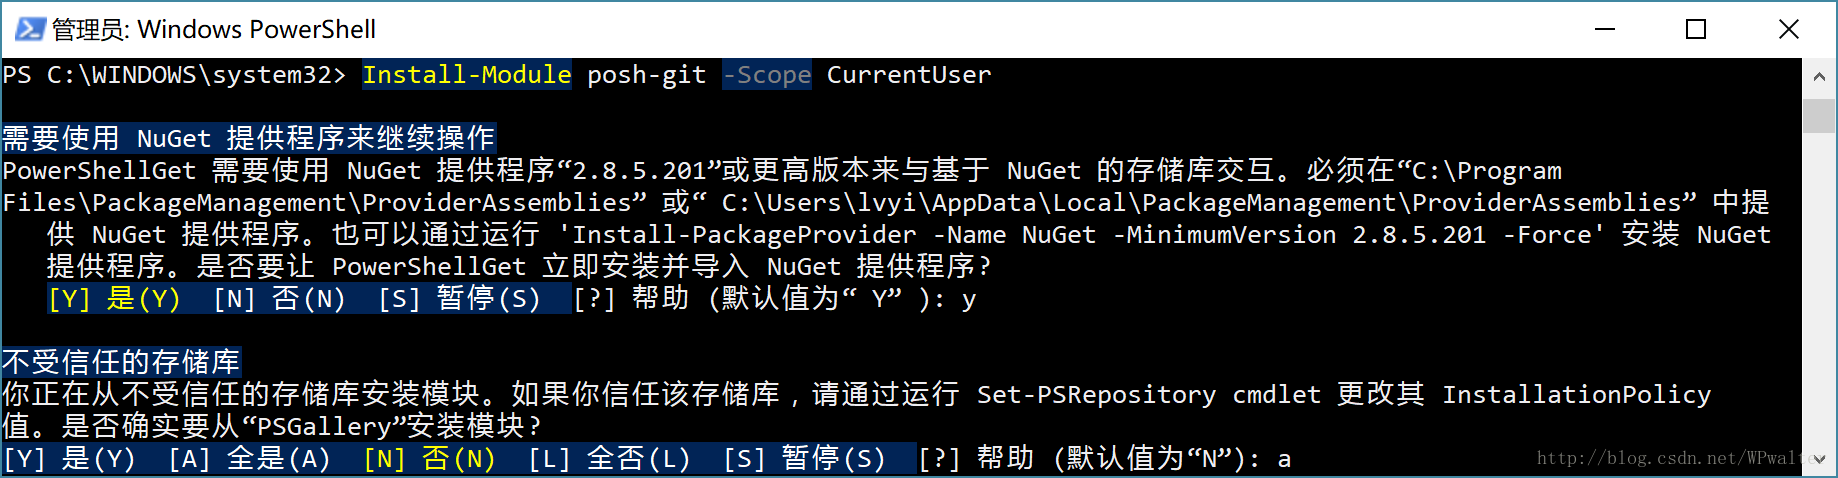 管理员: Windows PowerShell
PS C:\WINDOWS\system32> Install-Module posh-git -Scope CurrentUser
需要使用 NuGet 提供程序来继续操作
PowerShellGet 需要使用 NuGet 提供程序“2.8.5.201”或更高版本来与基于 NuGet 的存储库交互。必须在“C:\Program
Files\PackageManagement\ProviderAssemblies” 或“ C:\Users\lvyi\AppData\Local\PackageManagement\ProviderAssemblies” 中提
供 NuGet 提供程序。也可以通过运行 'Install-PackageProvider -Name NuGet -MinimumVersion 2.8.5.201 -Force' 安装 NuGet
提供程序。是否要让 PowerShellGet 立即安装并导入 NuGet 提供程序?
[Y] 是(Y) [N] 否(N) [S] 暂停(S) [?] 帮助 (默认值为“ Y” ): y
不受信任的存储库
你正在从不受信任的存储库安装模块。如果你信任该存储库，请通过运行 Set-PSRepository cmdlet 更改其 InstallationPolicy
值。是否确实要从“PSGallery”安装模块?
[Y] 是(Y) [A] 全是(A) [N] 否(N) [L] 全否(L) [S] 暂停(S) [?] 帮助 (默认值为“N”): a
http://blog.csdn.net/WPwalter